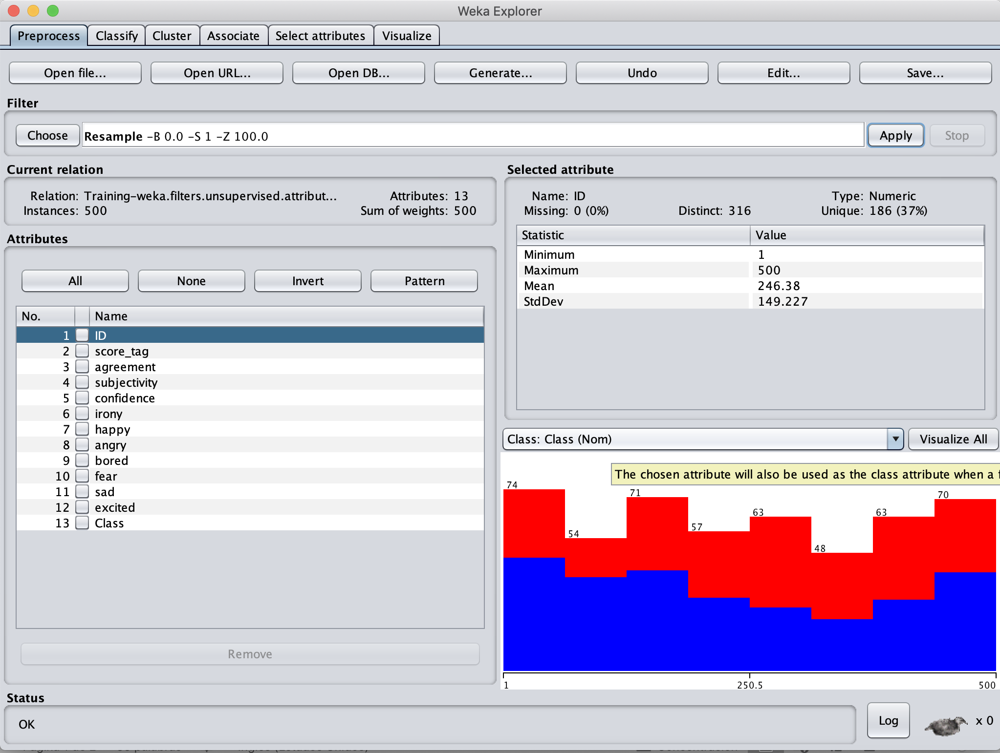 Weka Explorer
Preprocess Classify Cluster Associate Select attributes Visualize
Open file... Open URL... Open DB... Generate... Undo Edit... Save...
Filter
Choose Resample -B 0.0 -S 1 -Z 100.0 Apply Stop
Current relation
Relation: Training-weka.filters.unsupervised.attribut... Attributes: 13
Instances: 500 Sum of weights: 500
Attributes
All None Invert Pattern
No. Name
1 ID
2 score_tag
3 agreement
4 subjectivity
5 confidence
6 irony
7 happy
8 angry
9 bored
10 fear
11 sad
12 excited
13 Class
Remove
Selected attribute
Name: ID Type: Numeric
Missing: 0 (0%) Distinct: 316 Unique: 186 (37%)
Statistic Value
Minimum 1
Maximum 500
Mean 246.38
StdDev 149.227
Class: Class (Nom) Visualize All
The chosen attribute will also be used as the class attribute when a
74 54 71 57 63 48 63 70
1 250.5 500
Status
OK
Log x 0